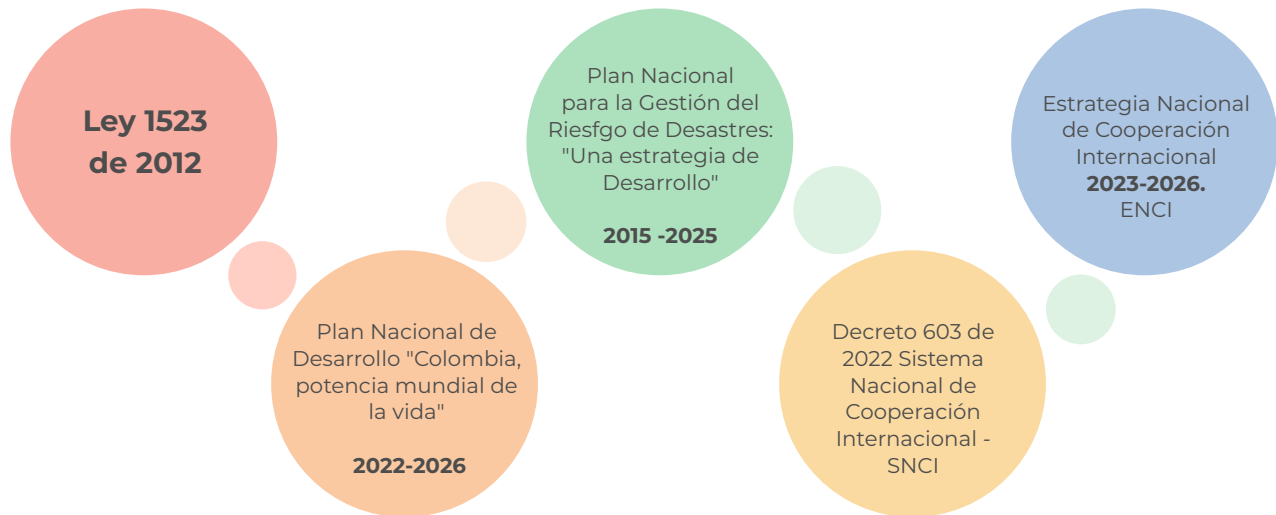 Ley 1523
de 2012
Plan Nacional de
Desarrollo "Colombia,
potencia mundial de
la vida"
2022-2026
Plan Nacional
para la Gestión del
Riesfgo de Desastres:
"Una estrategia de
Desarrollo"
2015 -2025
Decreto 603 de
2022 Sistema
Nacional de
Cooperación
Internacional -
SNCI
Estrategia Nacional
de Cooperación
Internacional
2023-2026.
ENCI